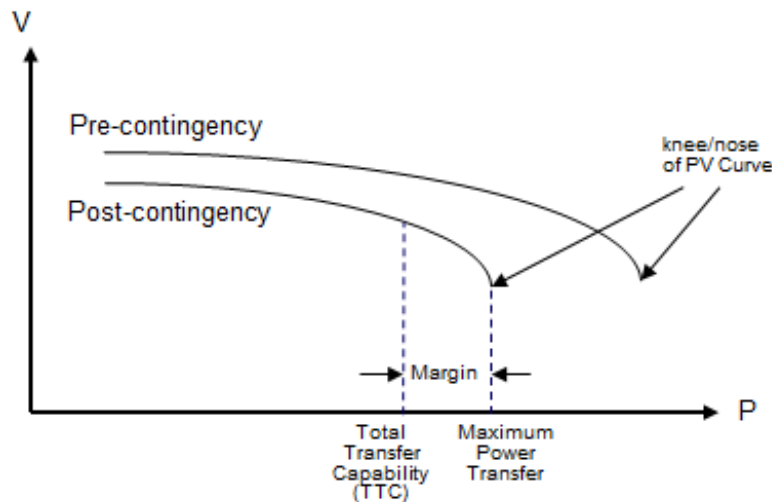 V
Pre-contingency
knee/nose
of PV Curve
Post-contingency
Margin
P
Total
Transfer
Capability
(TTC)
Maximum
Power
Transfer